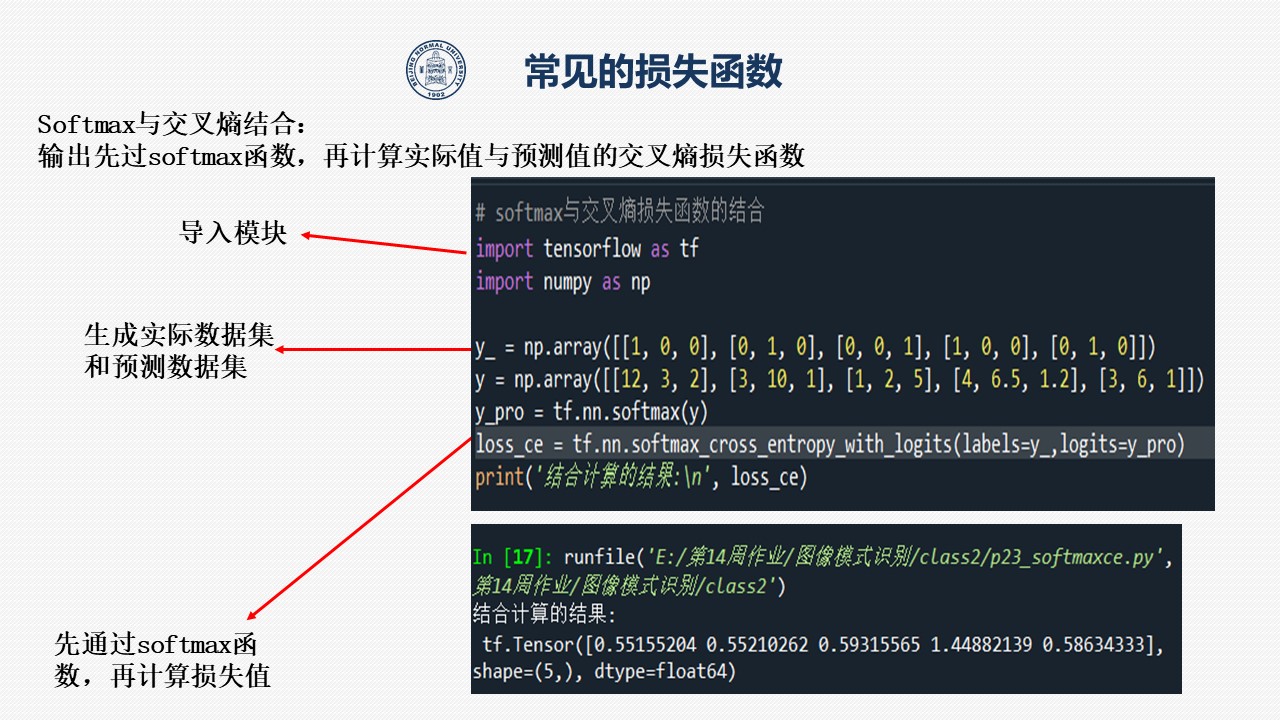 BEIJING NORMAL UNIVERSITY
1902
常见的损失函数
Softmax与交叉熵结合：
输出先过softmax函数，再计算实际值与预测值的交叉熵损失函数
# softmax与交叉熵损失函数的结合
导入模块
import tensorflow as tf
import numpy as np
生成实际数据集
和预测数据集
y_ = np.array([[1, 0, 0], [0, 1, 0], [0, 0, 1], [1, 0, 0], [0, 1, 0]])
y = np.array([[12, 3, 2], [3, 10, 1], [1, 2, 5], [4, 6.5, 1.2], [3, 6, 1]])
y_pro = tf.nn.softmax(y)
loss_ce = tf.nn.softmax_cross_entropy_with_logits(labels=y_,logits=y_pro)
print('结合计算的结果:\n', loss_ce)
In [17]: runfile('E:/第14周作业/图像模式识别/class2/p23_softmaxce.py',
第14周作业/图像模式识别/class2')
结合计算的结果:
tf.Tensor([0.55155204 0.55210262 0.59315565 1.44882139 0.58634333],
shape=(5,), dtype=float64)
先通过softmax函
数，再计算损失值